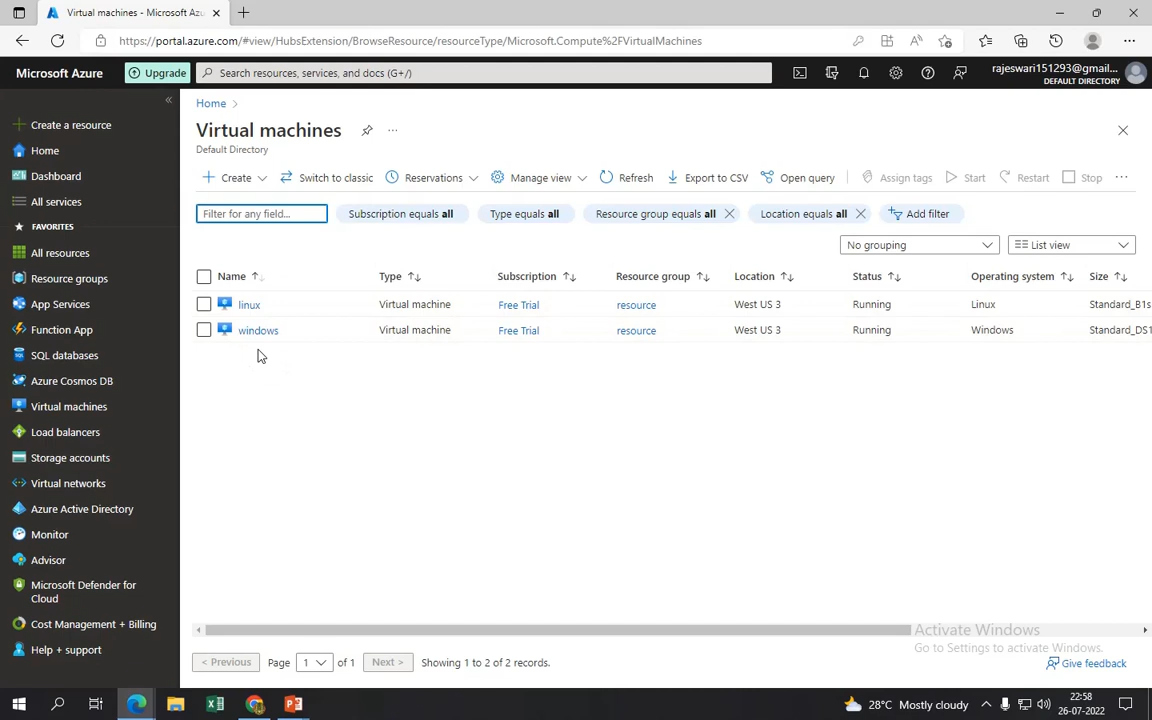 Virtual machines - Microsoft Azu
https://portal.azure.com/#view/HubsExtension/BrowseResource/resourceType/Microsoft.Compute%2FVirtualMachines
Microsoft Azure
Upgrade
Search resources, services, and docs (G+/)
rajeswari151293@gmail....
DEFAULT DIRECTORY
Create a resource
Home
Dashboard
All services
FAVORITES
All resources
Resource groups
App Services
Function App
SQL databases
Azure Cosmos DB
Virtual machines
Load balancers
Storage accounts
Virtual networks
Azure Active Directory
Monitor
Advisor
Microsoft Defender for
Cloud
Cost Management + Billing
Help + support
Home
Virtual machines
Default Directory
Create Switch to classic Reservations Manage view Refresh Export to CSV Open query Assign tags Start Restart Stop
Filter for any field... Subscription equals all Type equals all Resource group equals all Location equals all Add filter
No grouping List view
Name Type Subscription Resource group Location Status Operating system Size
linux Virtual machine Free Trial resource West US 3 Running Linux Standard_B1s
windows Virtual machine Free Trial resource West US 3 Running Windows Standard_DS1
Activate Windows
Go to Settings to activate Windows.
< Previous Page 1 of 1 Next > Showing 1 to 2 of 2 records.
Give feedback
28°C Mostly cloudy
22:58
26-07-2022